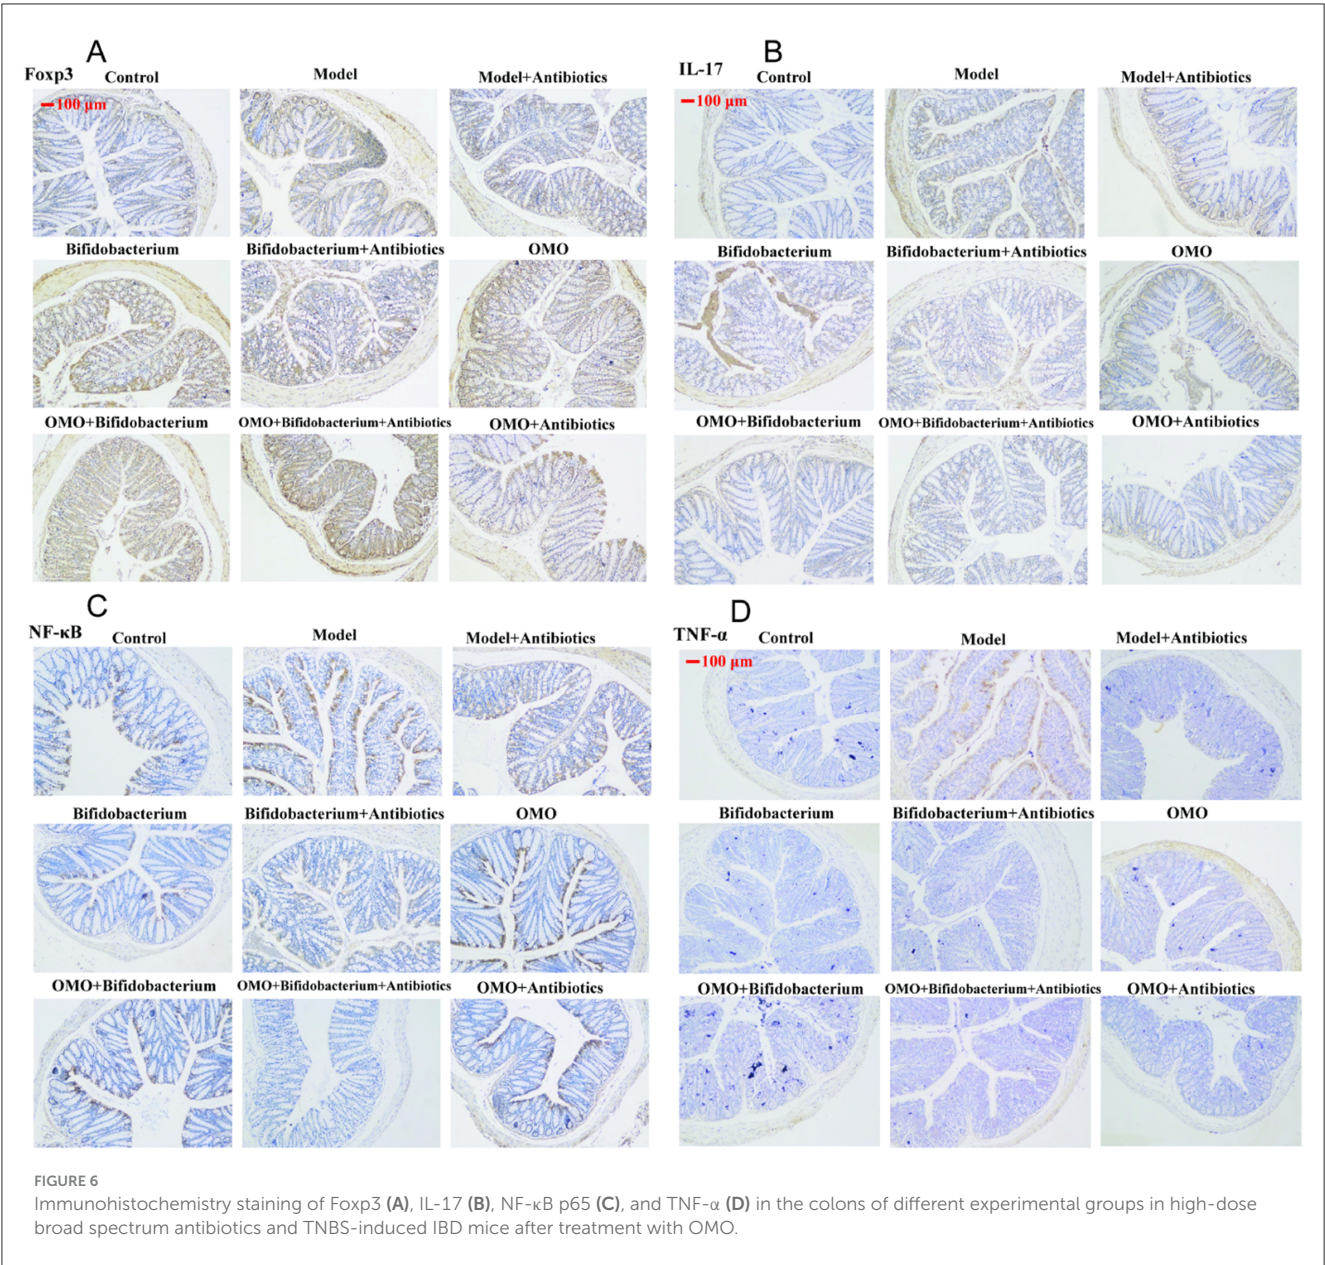 A
Foxp3
Control
Model
Model+Antibiotics
100 μm
Bifidobacterium
Bifidobacterium+Antibiotics
OMO
OMO+Bifidobacterium
OMO+Bifidobacterium+Antibiotics
OMO+Antibiotics
B
IL-17
Control
Model
Model+Antibiotics
100 μm
Bifidobacterium
Bifidobacterium+Antibiotics
OMO
OMO+Bifidobacterium
OMO+Bifidobacterium+Antibiotics
OMO+Antibiotics
C
NF-κB
Control
Model
Model+Antibiotics
Bifidobacterium
Bifidobacterium+Antibiotics
OMO
OMO+Bifidobacterium
OMO+Bifidobacterium+Antibiotics
OMO+Antibiotics
D
TNF-α
Control
Model
Model+Antibiotics
100 μm
Bifidobacterium
Bifidobacterium+Antibiotics
OMO
OMO+Bifidobacterium
OMO+Bifidobacterium+Antibiotics
OMO+Antibiotics
FIGURE 6
Immunohistochemistry staining of Foxp3 (A), IL-17 (B), NF-κB p65 (C), and TNF-α (D) in the colons of different experimental groups in high-dose
broad spectrum antibiotics and TNBS-induced IBD mice after treatment with OMO.